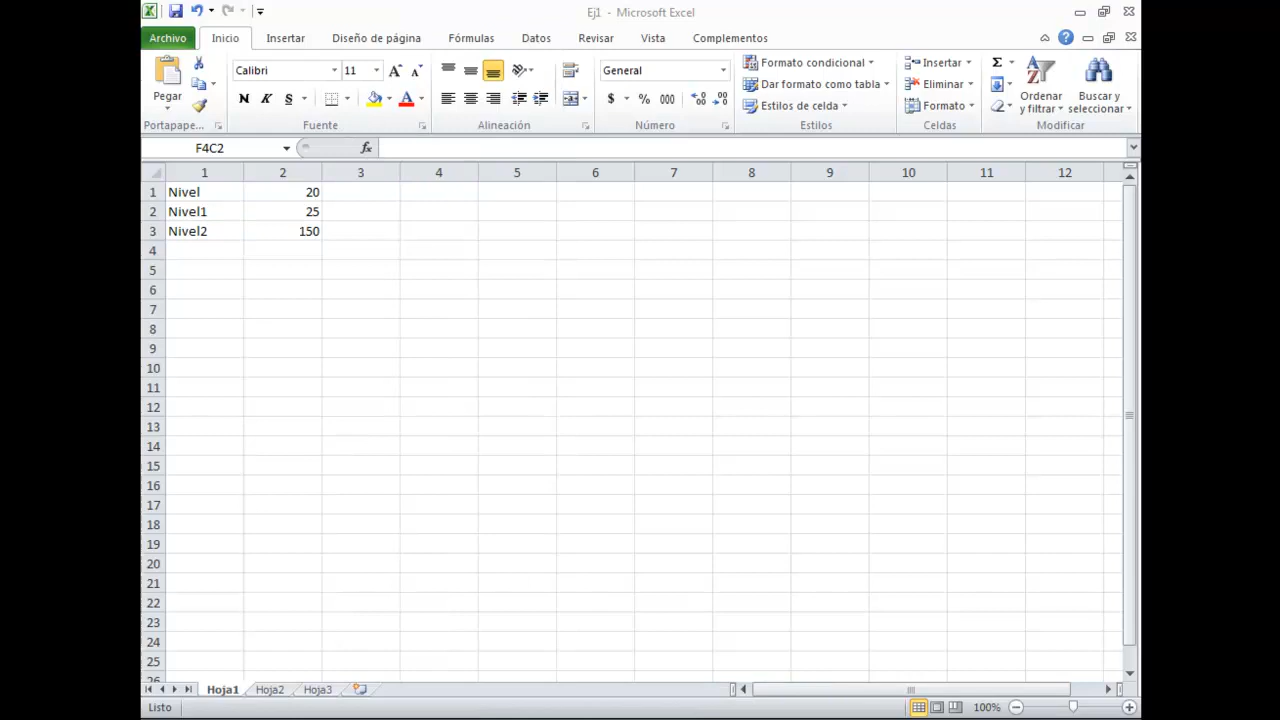 Ej1 - Microsoft Excel
Archivo Inicio Insertar Diseño de página Fórmulas Datos Revisar Vista Complementos
Pegar
Calibri 11
N K S
General
$ % 000
Formato condicional
Dar formato como tabla
Estilos de celda
Insertar
Eliminar
Formato
Σ
Ordenar
y filtrar
Buscar y
seleccionar
Portapape... Fuente Alineación Número Estilos Celdas Modificar
F4C2 fx
1 2 3 4 5 6 7 8 9 10 11 12
1 Nivel 20
2 Nivel1 25
3 Nivel2 150
4
5
6
7
8
9
10
11
12
13
14
15
16
17
18
19
20
21
22
23
24
25
26
Hoja1 Hoja2 Hoja3
Listo 100%